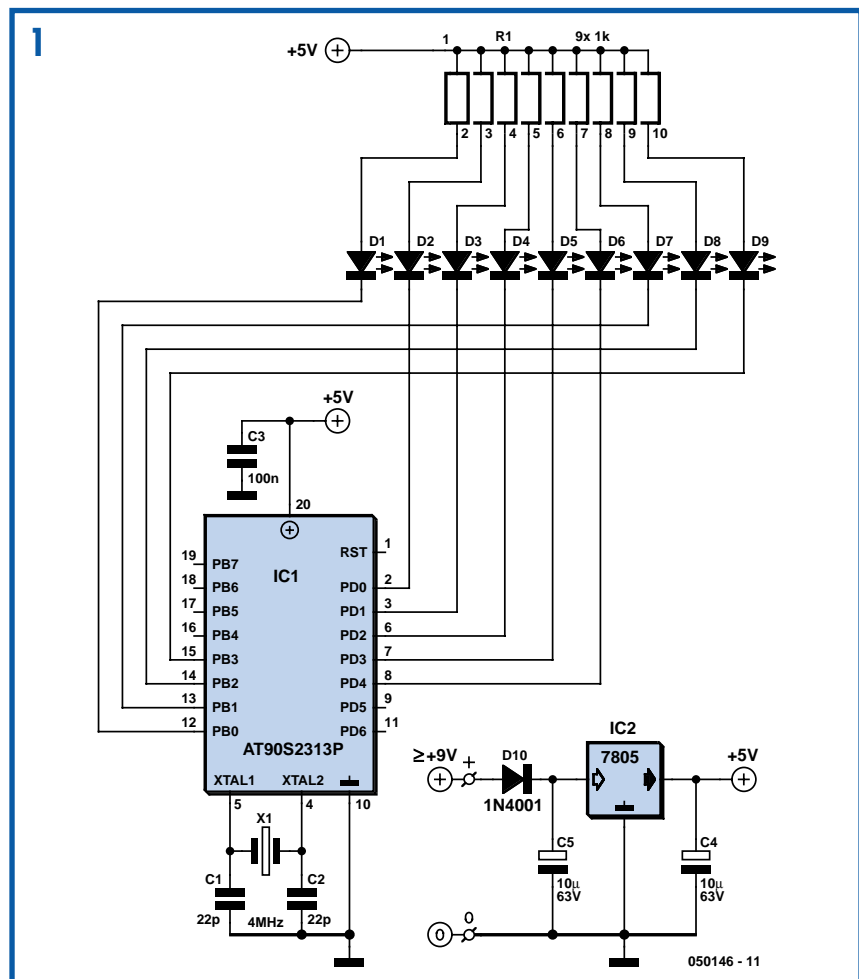 1
+5V 1 R1 9x 1k
2 3 4 5 6 7 8 9 10
D1 D2 D3 D4 D5 D6 D7 D8 D9
+5V
C3
100n
20
RST 1
19 PB7
IC1
18 PB6 PD0 2
17 PB5 PD1 3
16 PB4 PD2 6
15 PB3 PD3 7
14 PB2 PD4 8
13 PB1 PD5 9
12 PB0 PD6 11
AT90S2313P
XTAL1 XTAL2
5 4 10
X1
C1 C2
22p 4MHz 22p
IC2
≥+9V + D10 7805 +5V
1N4001
C5 C4
10µ 10µ
63V 63V
0 0
050146 - 11